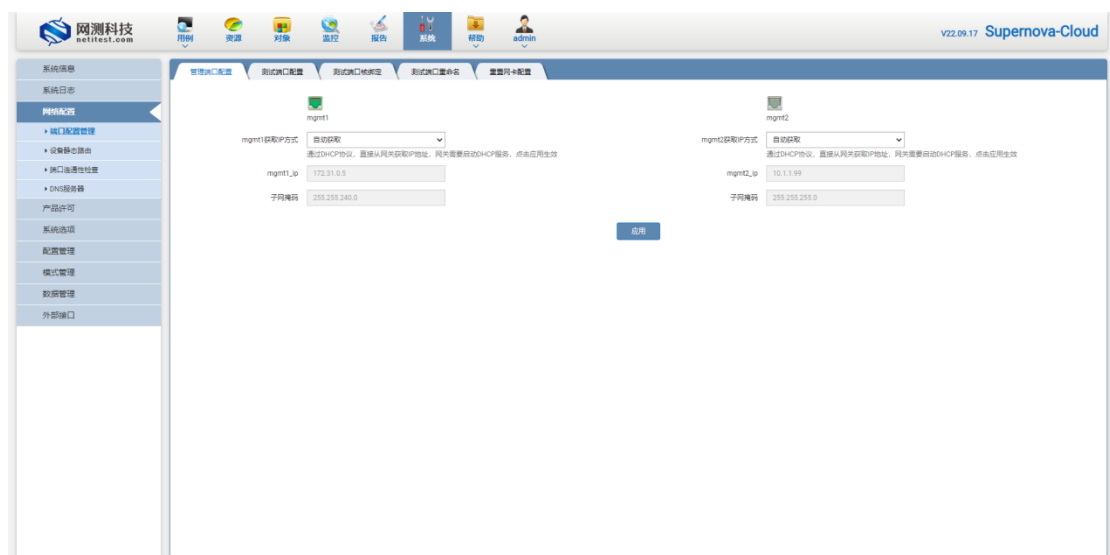 网测科技
netitest.com
用例
资源
对象
监控
报告
系统
帮助
admin
V22.09.17 Supernova-Cloud
系统信息
系统日志
网络配置
端口配置管理
设备静态路由
端口连通性检查
DNS服务器
产品许可
系统选项
配置管理
模式管理
数据管理
外部接口
管理端口配置 测试端口配置 测试端口核绑定 测试端口重命名 重置网卡配置
mgmt1
mgmt1获取IP方式 自动获取
通过DHCP协议，直接从网关获取IP地址，网关需要启动DHCP服务，点击应用生效
mgmt1_ip 172.31.0.5
子网掩码 255.255.240.0
mgmt2
mgmt2获取IP方式 自动获取
通过DHCP协议，直接从网关获取IP地址，网关需要启动DHCP服务，点击应用生效
mgmt2_ip 10.1.1.99
子网掩码 255.255.255.0
应用